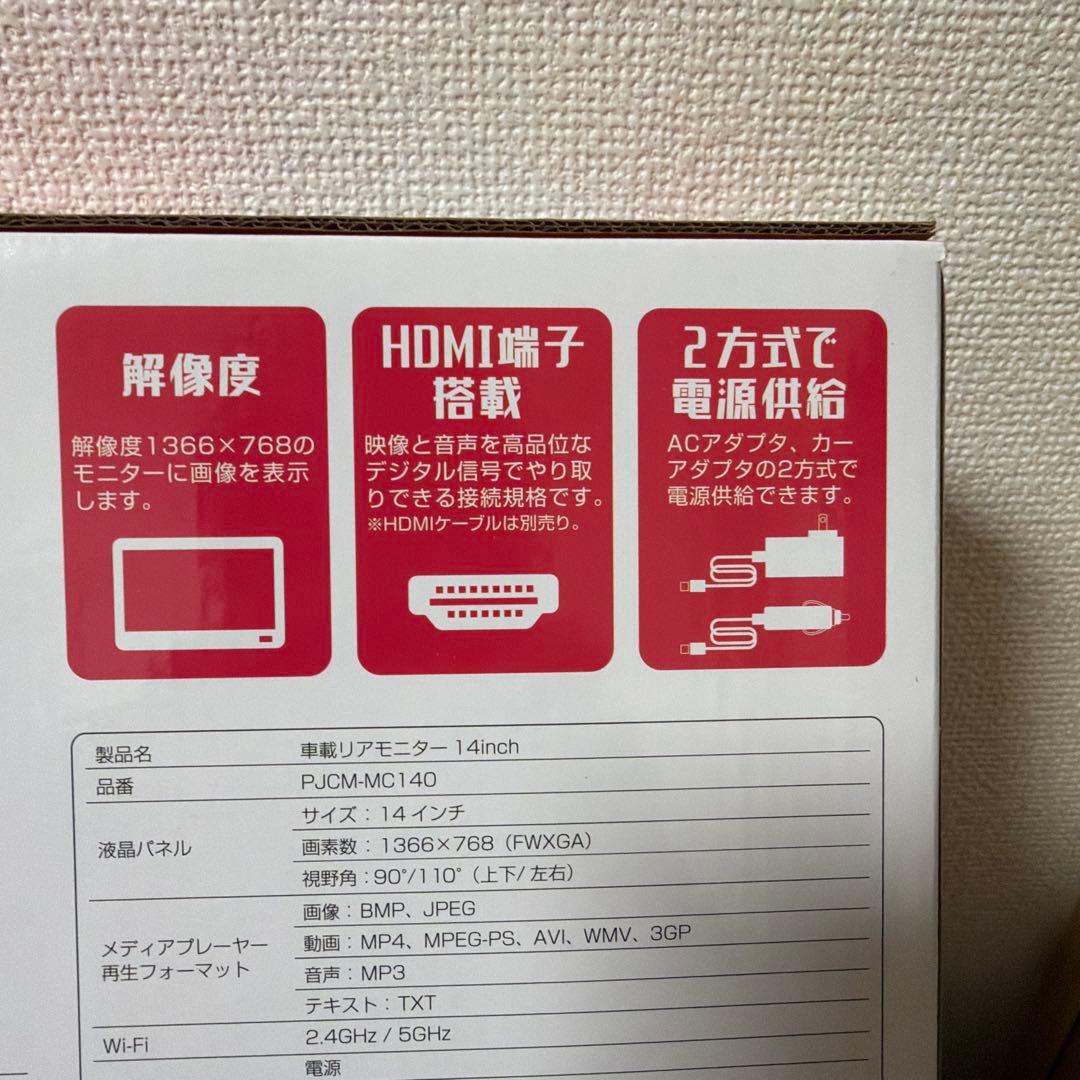 解像度
解像度1366×768の
モニターに画像を表示
します。
HDMI端子
搭載
映像と音声を高品位な
デジタル信号でやり取
りできる接続規格です。
※HDMIケーブルは別売り。
2方式で
電源供給
ACアダプタ、カー
アダプタの2方式で
電源供給できます。
製品名
車載リアモニター 14inch
品番
PJCM-MC140
液晶パネル
サイズ：14インチ
画素数：1366×768（FWXGA）
視野角：90°/110°（上下/左右）
メディアプレーヤー
再生フォーマット
画像：BMP、JPEG
動画：MP4、MPEG-PS、AVI、WMV、3GP
音声：MP3
テキスト：TXT
Wi-Fi
2.4GHz / 5GHz
電源